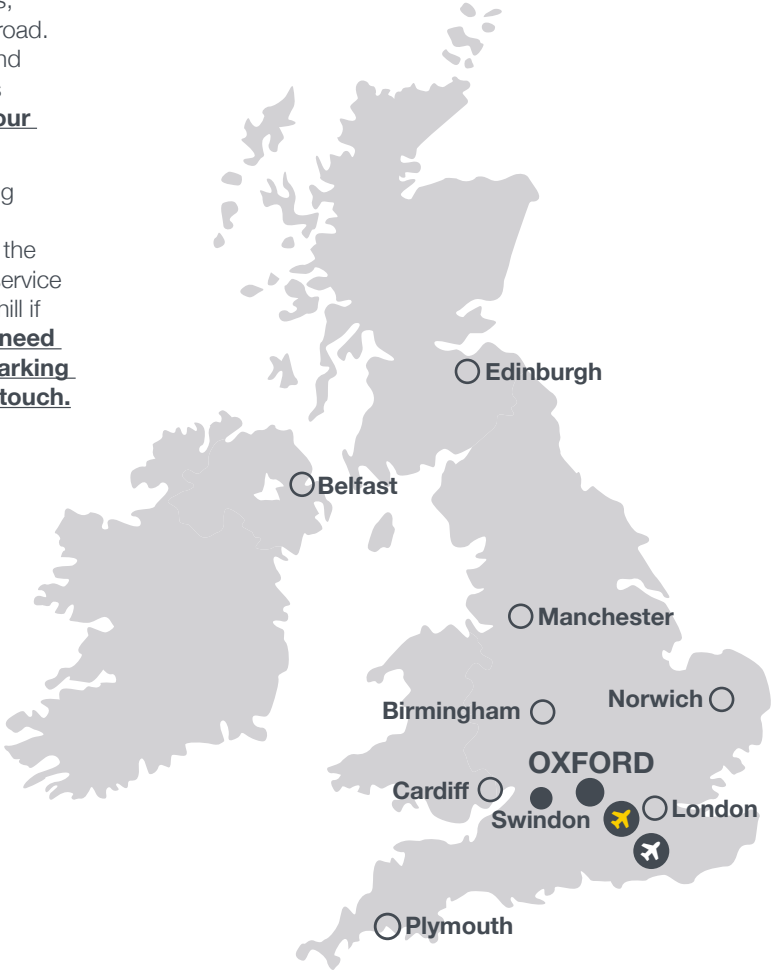 s,
road.
nd
s
our
g
the
ervice
hill if
need
arking
touch.
Edinburgh
Belfast
Manchester
Norwich
Birmingham
OXFORD
Cardiff
London
Swindon
Plymouth